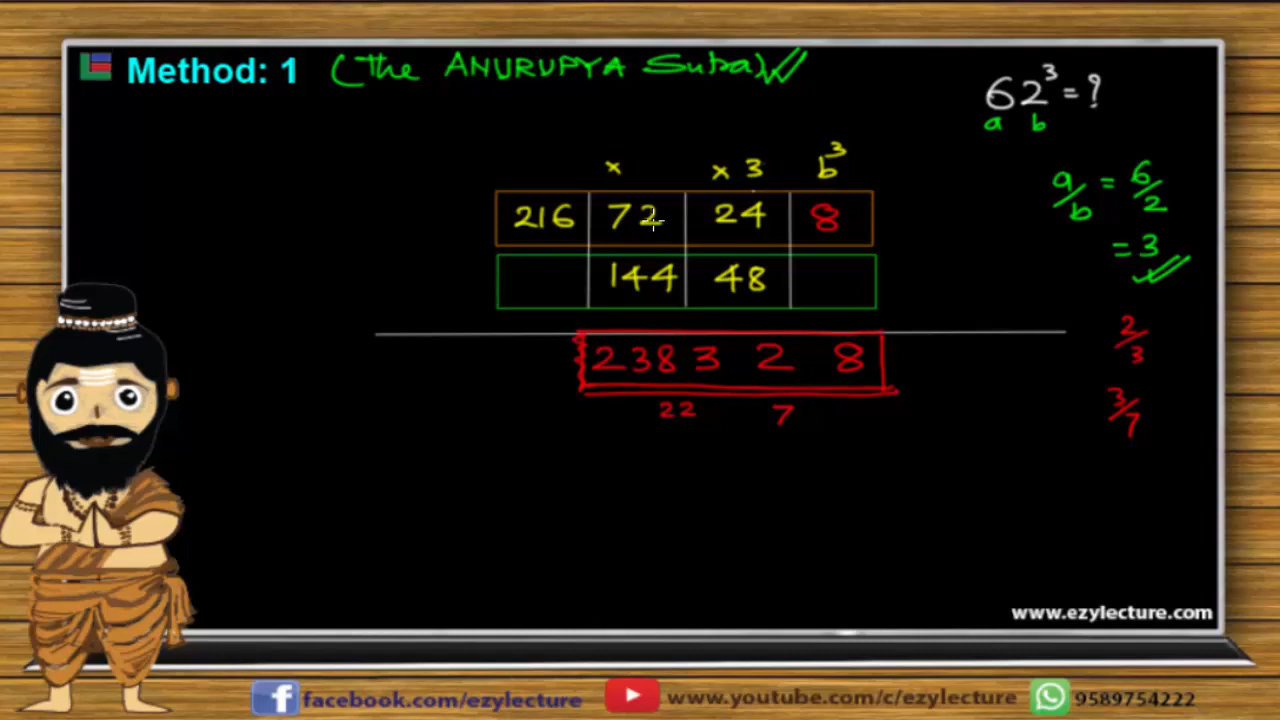 Method: 1 (The ANURUPYA Sutra)
62³ = ?
a b
× × 3 b³
216 72 24 8
144 48
a/b = 6/2
= 3
2383 2 8
22 7
2/3
3/7
www.ezylecture.com
facebook.com/ezylecture www.youtube.com/c/ezylecture 9589754222